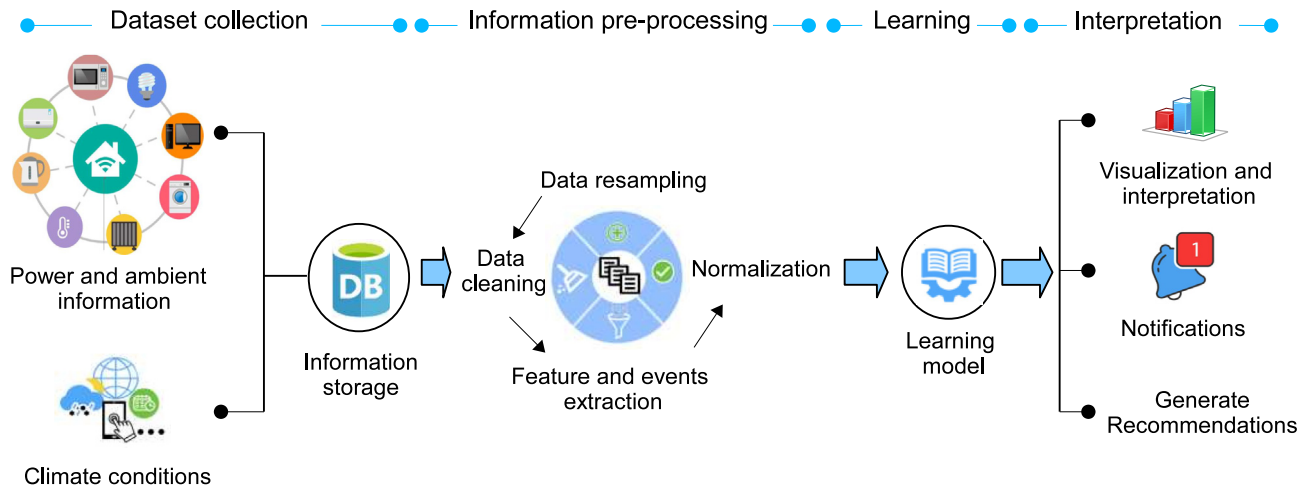 Dataset collection
Information pre-processing
Learning
Interpretation
Power and ambient
information
Climate conditions
DB
Information
storage
Data resampling
Data
cleaning
Feature and events
extraction
Normalization
Learning
model
Visualization and
interpretation
1
Notifications
Generate
Recommendations